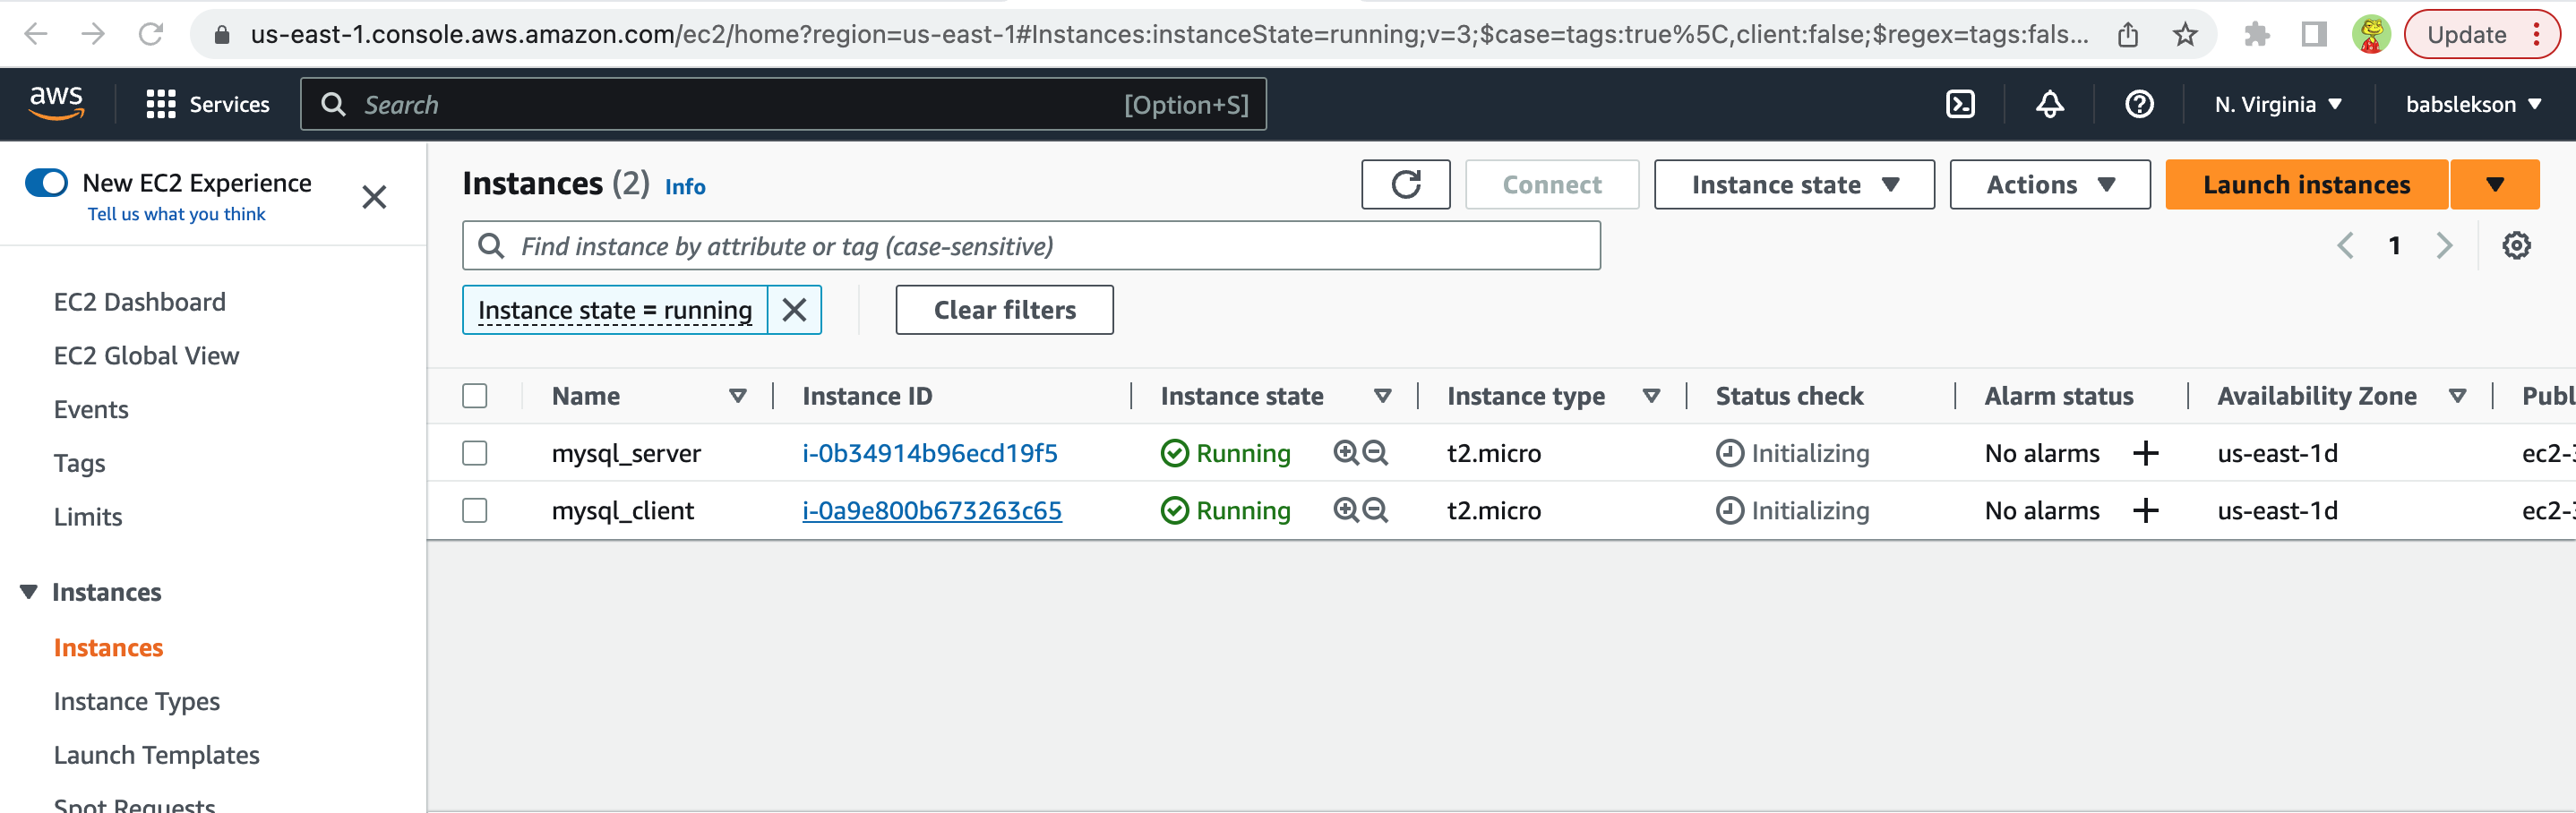 us-east-1.console.aws.amazon.com/ec2/home?region=us-east-1#Instances:instanceState=running;v=3;$case=tags:true%5C,client:false;$regex=tags:fals... Update
aws Services Search [Option+S] N. Virginia babslekson
New EC2 Experience
Tell us what you think
EC2 Dashboard
EC2 Global View
Events
Tags
Limits
Instances
Instances
Instance Types
Launch Templates
Spot Requests
Instances (2) Info Connect Instance state Actions Launch instances
Find instance by attribute or tag (case-sensitive) 1
Instance state = running Clear filters
Name Instance ID Instance state Instance type Status check Alarm status Availability Zone Publ
mysql_server i-0b34914b96ecd19f5 Running t2.micro Initializing No alarms + us-east-1d ec2-3
mysql_client i-0a9e800b673263c65 Running t2.micro Initializing No alarms + us-east-1d ec2-3